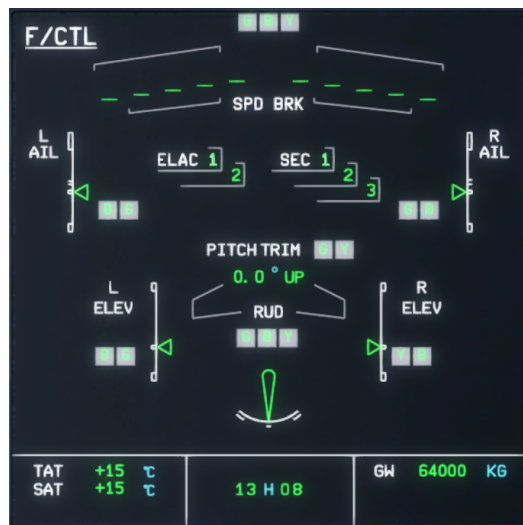 F/CTL
G B Y
SPD BRK
L AIL
R AIL
ELAC 1
2
SEC 1
2
3
B G
G B
PITCH TRIM G Y
0.0 ° UP
L ELEV
R ELEV
RUD
G B Y
B G
Y B
TAT +15 °C
SAT +15 °C
13 H 08
GW 64000 KG